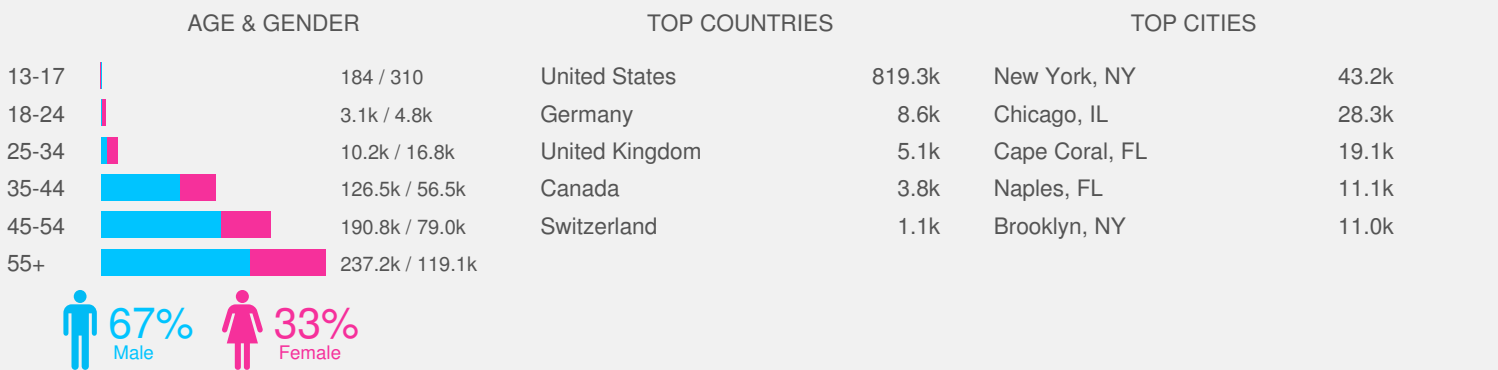 AGE & GENDER
13-17 184 / 310
18-24 3.1k / 4.8k
25-34 10.2k / 16.8k
35-44 126.5k / 56.5k
45-54 190.8k / 79.0k
55+ 237.2k / 119.1k
67% 33%
Male Female
TOP COUNTRIES
United States 819.3k
Germany 8.6k
United Kingdom 5.1k
Canada 3.8k
Switzerland 1.1k
TOP CITIES
New York, NY 43.2k
Chicago, IL 28.3k
Cape Coral, FL 19.1k
Naples, FL 11.1k
Brooklyn, NY 11.0k